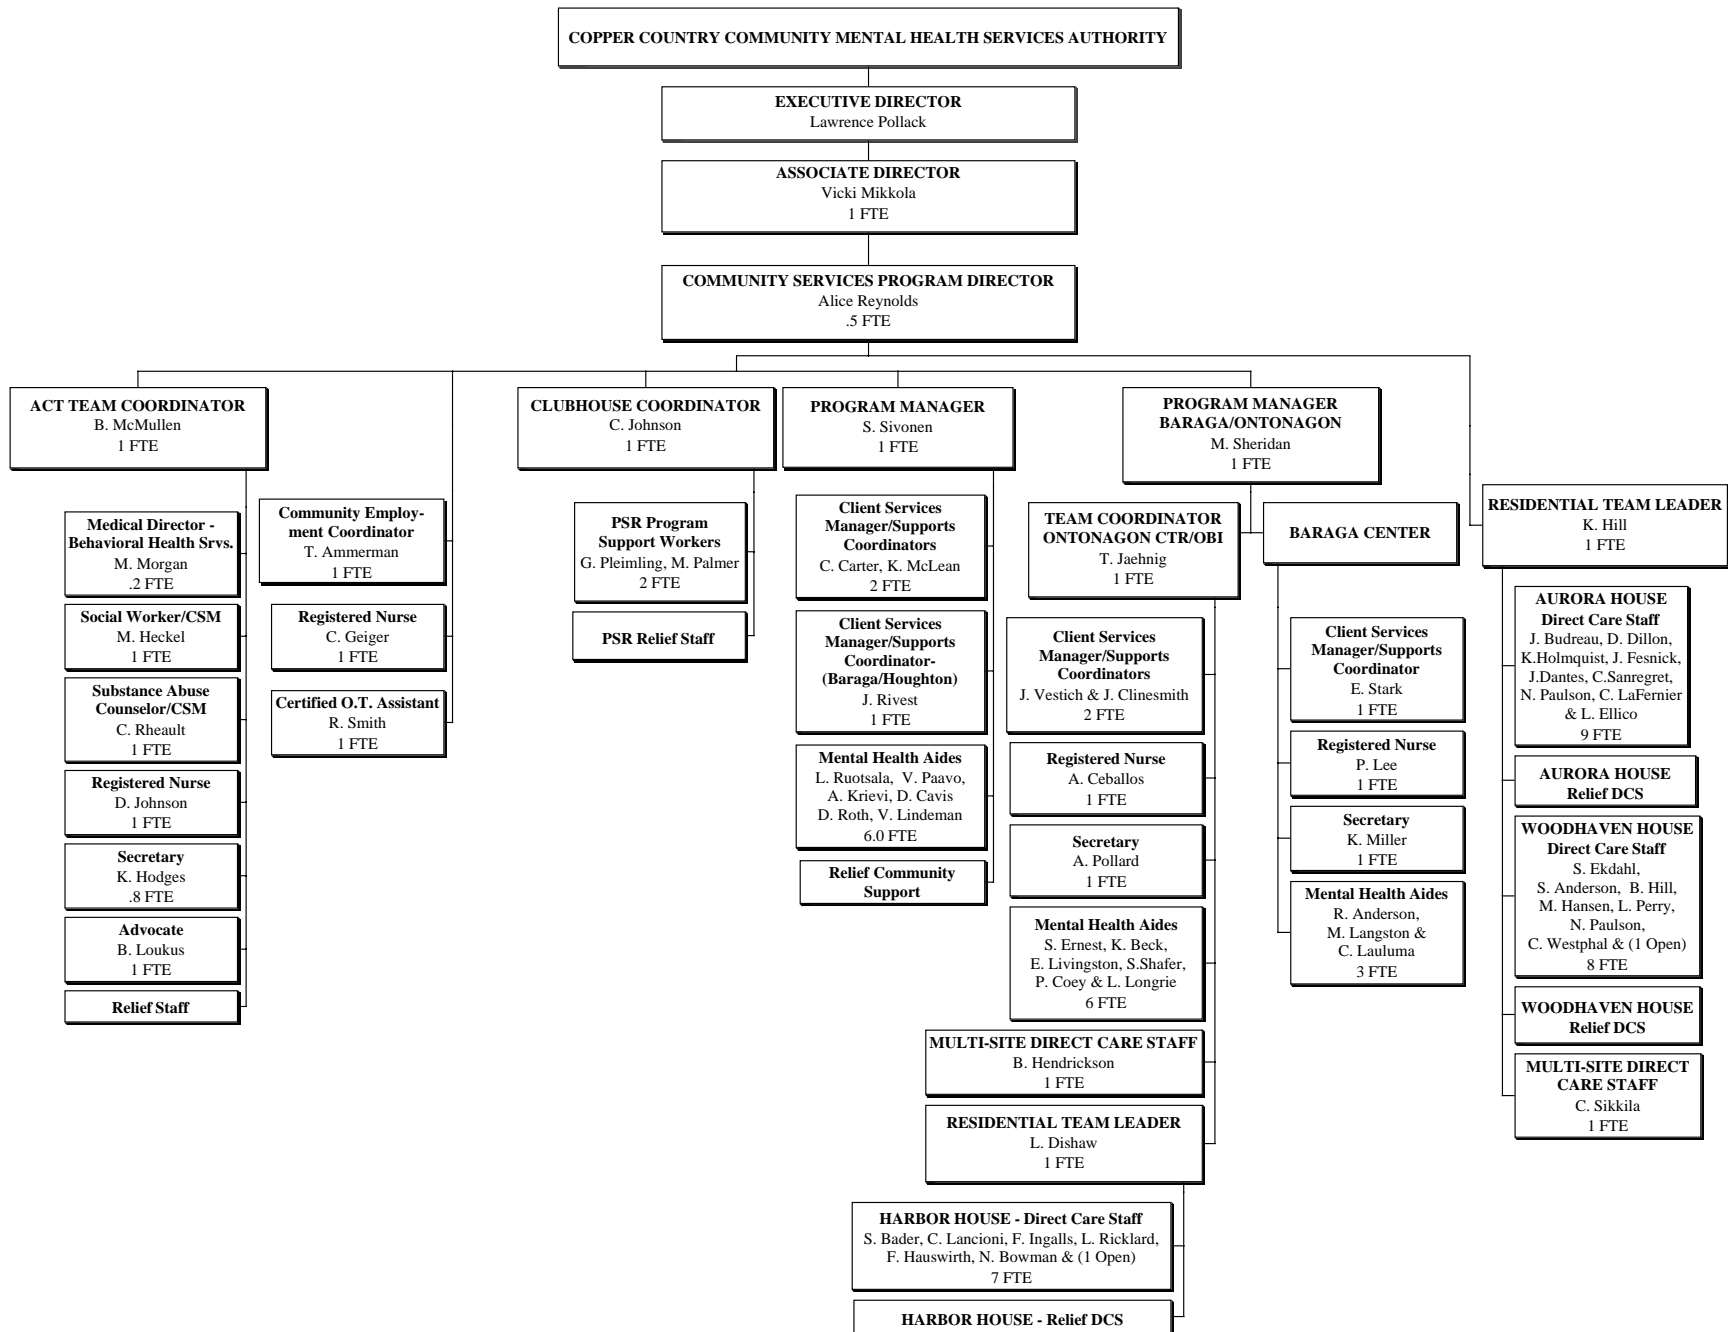 COPPER COUNTRY COMMUNITY MENTAL HEALTH SERVICES AUTHORITY
EXECUTIVE DIRECTOR
Lawrence Pollack
ASSOCIATE DIRECTOR
Vicki Mikkola
1 FTE
COMMUNITY SERVICES PROGRAM DIRECTOR
Alice Reynolds
.5 FTE
ACT TEAM COORDINATOR
B. McMullen
1 FTE
Medical Director -
Behavioral Health Srvs.
M. Morgan
.2 FTE
Social Worker/CSM
M. Heckel
1 FTE
Substance Abuse
Counselor/CSM
C. Rheault
1 FTE
Registered Nurse
D. Johnson
1 FTE
Secretary
K. Hodges
.8 FTE
Advocate
B. Loukus
1 FTE
Relief Staff
Community Employ-
ment Coordinator
T. Ammerman
1 FTE
Registered Nurse
C. Geiger
1 FTE
Certified O.T. Assistant
R. Smith
1 FTE
CLUBHOUSE COORDINATOR
C. Johnson
1 FTE
PSR Program
Support Workers
G. Pleimling, M. Palmer
2 FTE
PSR Relief Staff
PROGRAM MANAGER
S. Sivonen
1 FTE
Client Services
Manager/Supports
Coordinators
C. Carter, K. McLean
2 FTE
Client Services
Manager/Supports
Coordinator-
(Baraga/Houghton)
J. Rivest
1 FTE
Mental Health Aides
L. Ruotsala, V. Paavo,
A. Krievi, D. Cavis
D. Roth, V. Lindeman
6.0 FTE
Relief Community
Support
PROGRAM MANAGER
BARAGA/ONTONAGON
M. Sheridan
1 FTE
TEAM COORDINATOR
ONTONAGON CTR/OBI
T. Jaehnig
1 FTE
Client Services
Manager/Supports
Coordinators
J. Vestich & J. Clinesmith
2 FTE
Registered Nurse
A. Ceballos
1 FTE
Secretary
A. Pollard
1 FTE
Mental Health Aides
S. Ernest, K. Beck,
E. Livingston, S.Shafer,
P. Coey & L. Longrie
6 FTE
MULTI-SITE DIRECT CARE STAFF
B. Hendrickson
1 FTE
RESIDENTIAL TEAM LEADER
L. Dishaw
1 FTE
HARBOR HOUSE - Direct Care Staff
S. Bader, C. Lancioni, F. Ingalls, L. Ricklard,
F. Hauswirth, N. Bowman & (1 Open)
7 FTE
HARBOR HOUSE - Relief DCS
BARAGA CENTER
Client Services
Manager/Supports
Coordinator
E. Stark
1 FTE
Registered Nurse
P. Lee
1 FTE
Secretary
K. Miller
1 FTE
Mental Health Aides
R. Anderson,
M. Langston &
C. Lauluma
3 FTE
RESIDENTIAL TEAM LEADER
K. Hill
1 FTE
AURORA HOUSE
Direct Care Staff
J. Budreau, D. Dillon,
K.Holmquist, J. Fesnick,
J.Dantes, C.Sanregret,
N. Paulson, C. LaFernier
& L. Ellico
9 FTE
AURORA HOUSE
Relief DCS
WOODHAVEN HOUSE
Direct Care Staff
S. Ekdahl,
S. Anderson, B. Hill,
M. Hansen, L. Perry,
N. Paulson,
C. Westphal & (1 Open)
8 FTE
WOODHAVEN HOUSE
Relief DCS
MULTI-SITE DIRECT
CARE STAFF
C. Sikkila
1 FTE